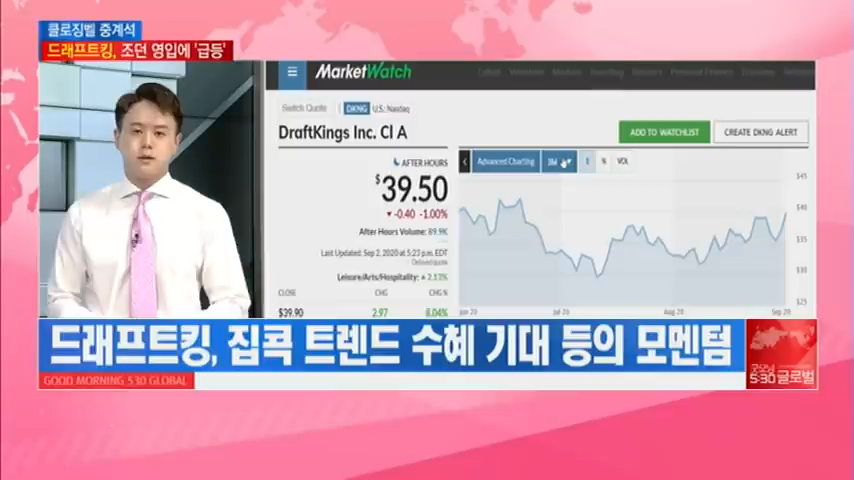 클로징벨 중계석
드래프트킹, 조던 영입에 '급등'
MarketWatch
Switch Quote
DKNG U.S.: Nasdaq
DraftKings Inc. Cl A
ADD TO WATCHLIST
CREATE DKNG ALERT
AFTER HOURS
$39.50
-0.40 -1.00%
After Hours Volume: 89.9K
Last Updated: Sep 2, 2020 at 5:23 p.m. EDT
Delayed quote
Leisure/Arts/Hospitality: 2.13%
CLOSE CHG CHG %
$39.90 2.97 8.04%
Advanced Charting 3M % VOL
$45
$40
$35
$30
$25
Jul 20 Aug 20 Sep 20
드래프트킹, 집콕 트렌드 수혜 기대 등의 모멘텀
GOOD MORNING 530 GLOBAL
굿모닝
5:30 글로벌